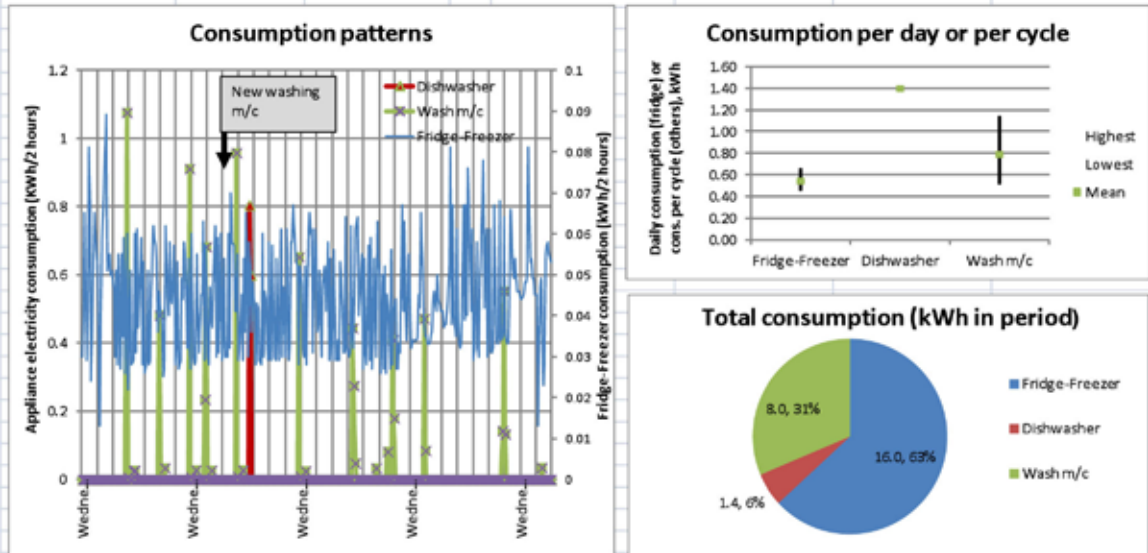 Consumption patterns
Appliance electricity consumption (KWh/2 hours)
1.2
1
0.8
0.6
0.4
0.2
0
New washing
m/c
Dishwasher
Wash m/c
Fridge-Freezer
0.1
0.09
0.08
0.07
0.06
0.05
0.04
0.03
0.02
0.01
0
Fridge-Freezer consumption (kWh/2 hours)
Wedne.
Wedne.
Wedne.
Wedne.
Wedne.
Consumption per day or per cycle
Daily consumption (fridge) or
cons. per cycle (others), kWh
1.60
1.40
1.20
1.00
0.80
0.60
0.40
0.20
0.00
Fridge-Freezer Dishwasher Wash m/c
Highest
Lowest
Mean
Total consumption (kWh in period)
8.0, 31%
16.0, 63%
1.4, 6%
Fridge-Freezer
Dishwasher
Wash m/c